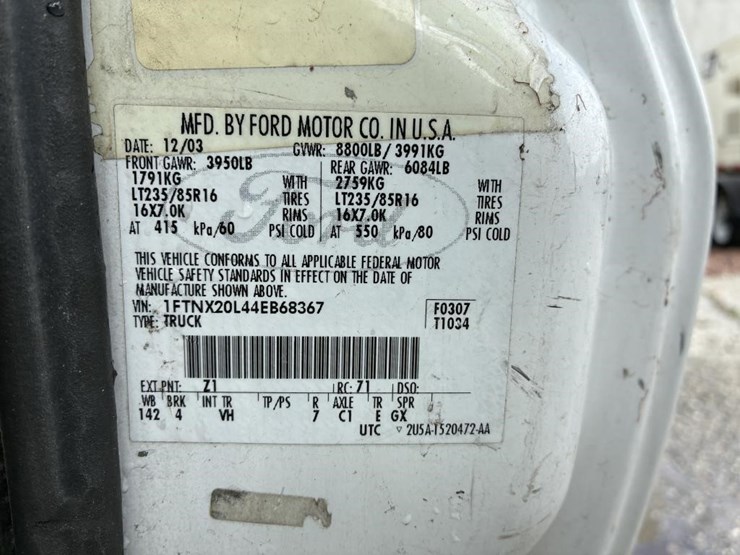 MFD. BY FORD MOTOR CO. IN U.S.A.
DATE: 12/03 GVWR: 8800LB/3991KG
FRONT GAWR: 3950LB REAR GAWR: 6084LB
1791KG WITH 2759KG WITH
LT235/85R16 TIRES LT235/85R16 TIRES
16X7.0K RIMS 16X7.0K RIMS
AT 415 kPa/60 PSI COLD AT 550 kPa/80 PSI COLD
Ford
THIS VEHICLE CONFORMS TO ALL APPLICABLE FEDERAL MOTOR
VEHICLE SAFETY STANDARDS IN EFFECT ON THE DATE OF
MANUFACTURE SHOWN ABOVE.
VIN: 1FTNX20L44EB68367 F0307
TYPE: TRUCK T1034
EXT PNT: Z1 RC: 71 DSO:
WB BRK INT TR TP/PS R AXLE TR SPR
142 4 VH 7 C1 E GX
UTC ▽ 2U5A-1520472-AA